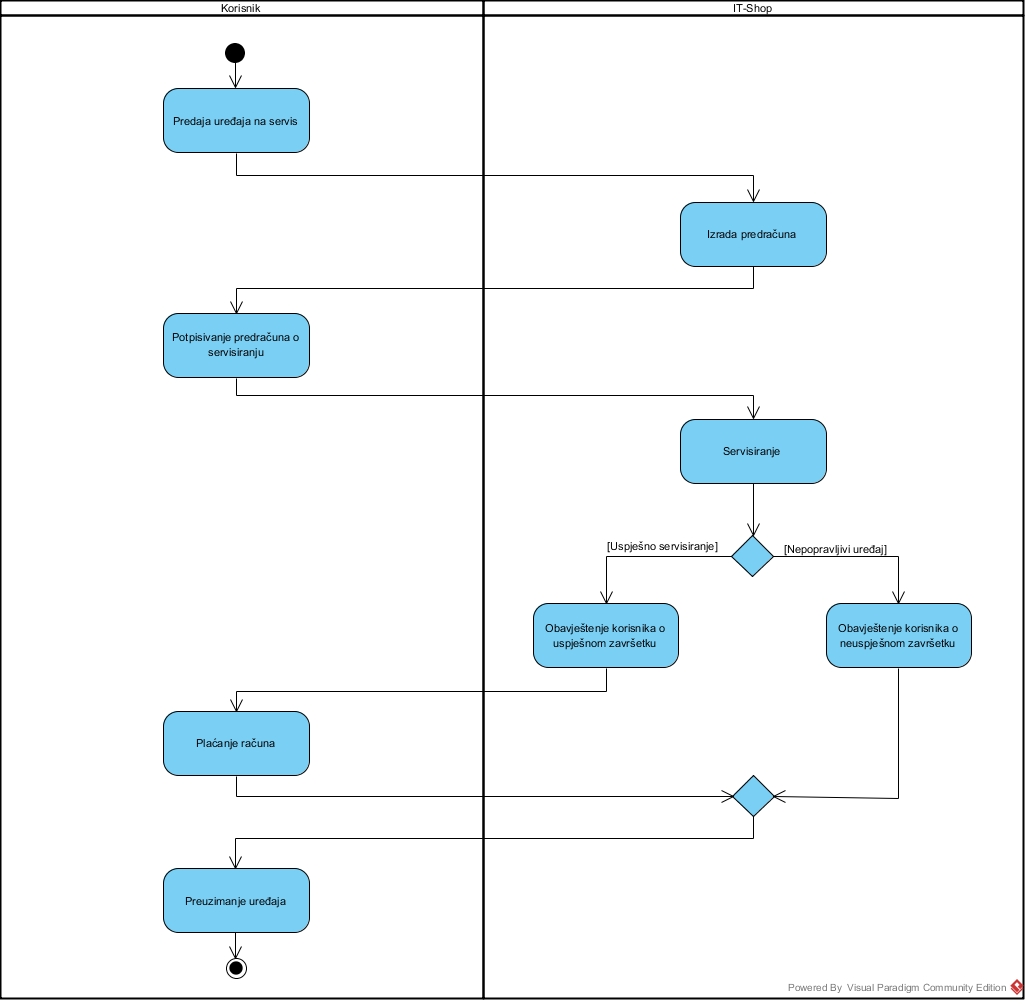 Korisnik
IT-Shop
Predaja uređaja na servis
Izrada predračuna
Potpisivanje predračuna o
servisiranju
Servisiranje
[Uspješno servisiranje]
[Nepopravljivi uređaj]
Obavještenje korisnika o
uspješnom završetku
Obavještenje korisnika o
neuspješnom završetku
Plaćanje računa
Preuzimanje uređaja
Powered By Visual Paradigm Community Edition